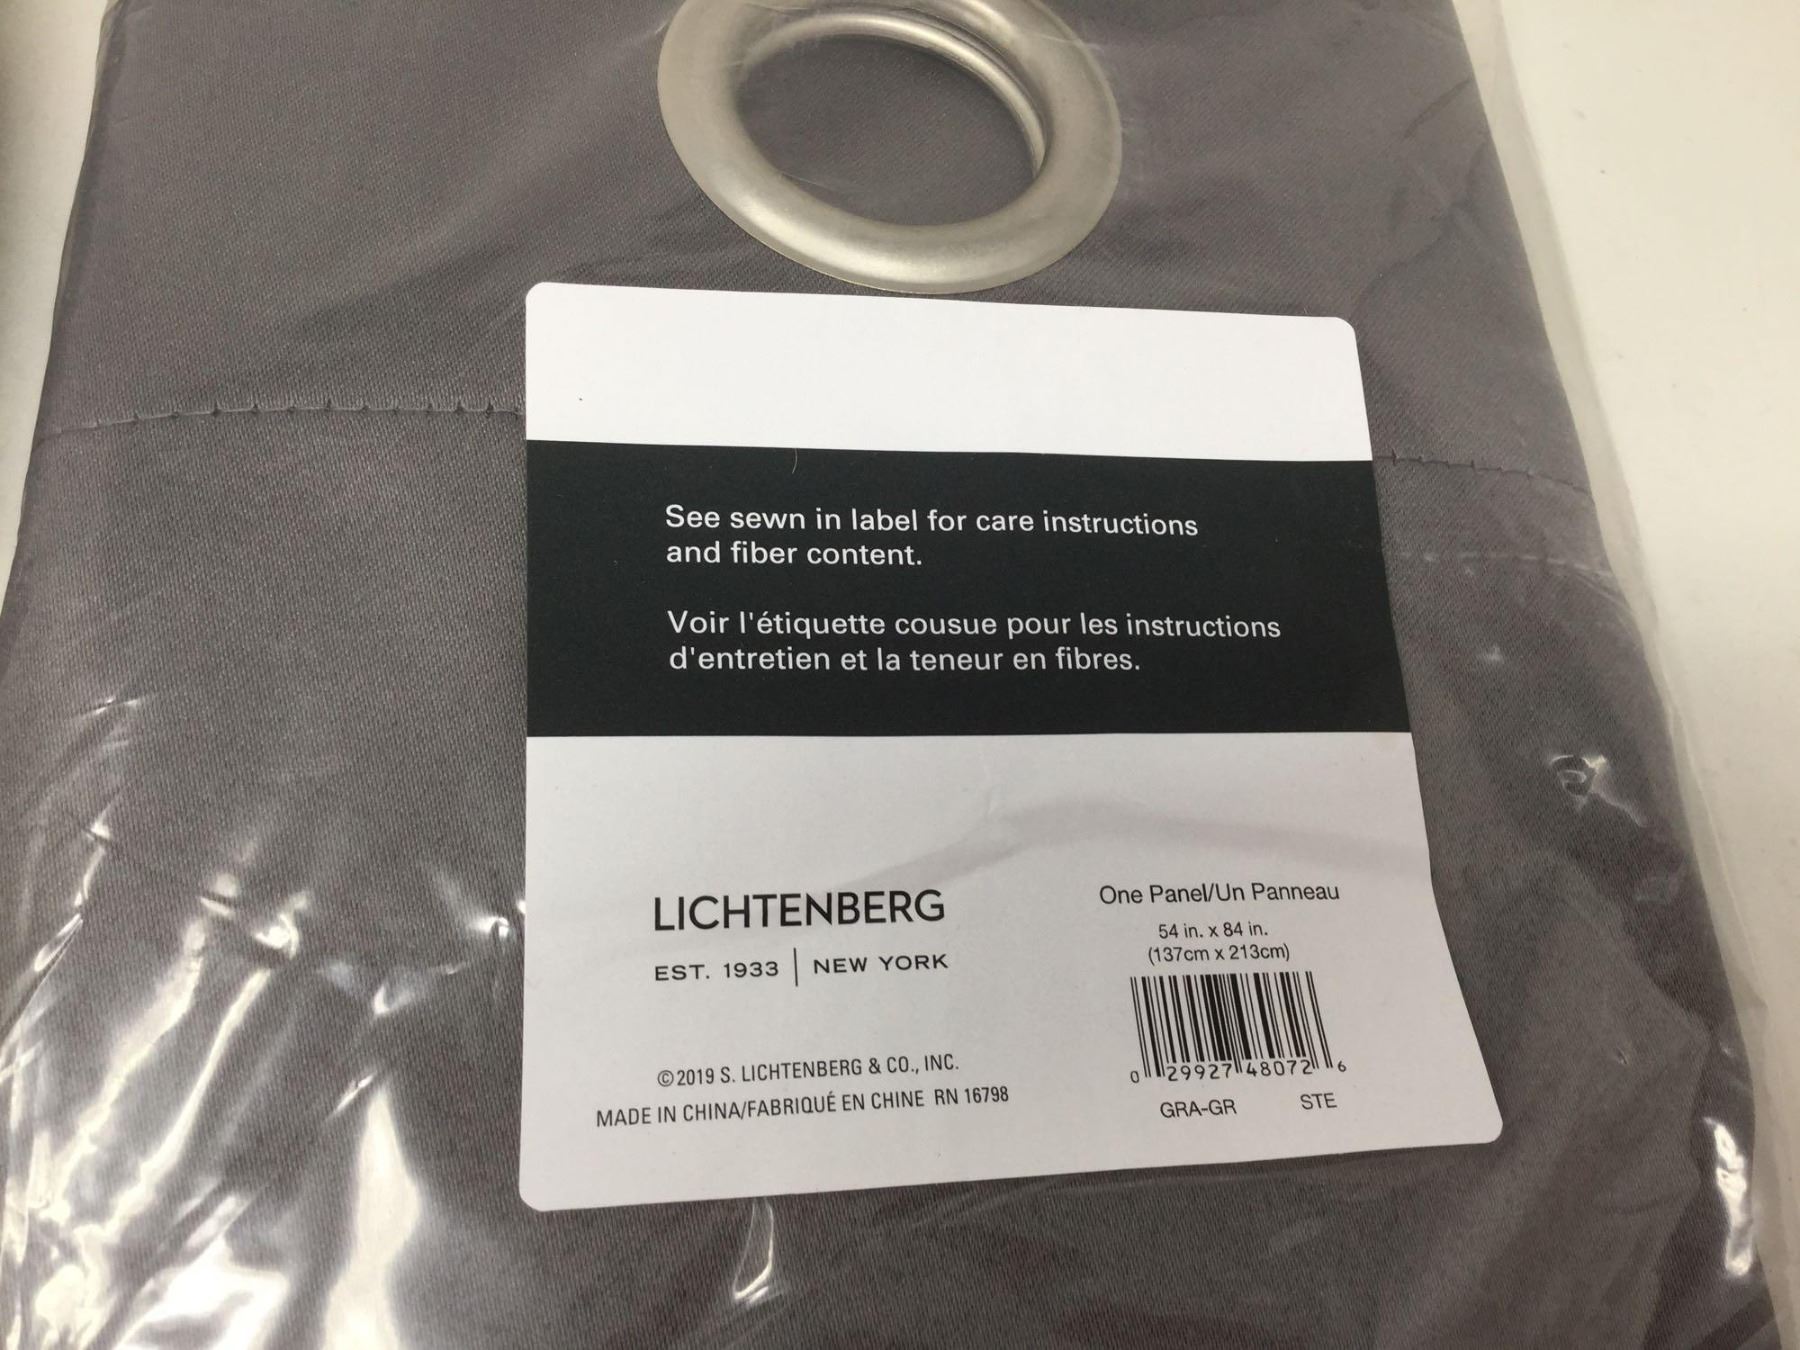 See sewn in label for care instructions
and fiber content.
Voir l'étiquette cousue pour les instructions
d'entretien et la teneur en fibres.
LICHTENBERG
EST. 1933 | NEW YORK
©2019 S. LICHTENBERG & CO., INC.
MADE IN CHINA/FABRIQUÉ EN CHINE RN 16798
One Panel/Un Panneau
54 in. x 84 in.
(137cm x 213cm)
0 29927 48072 6
GRA-GR STE